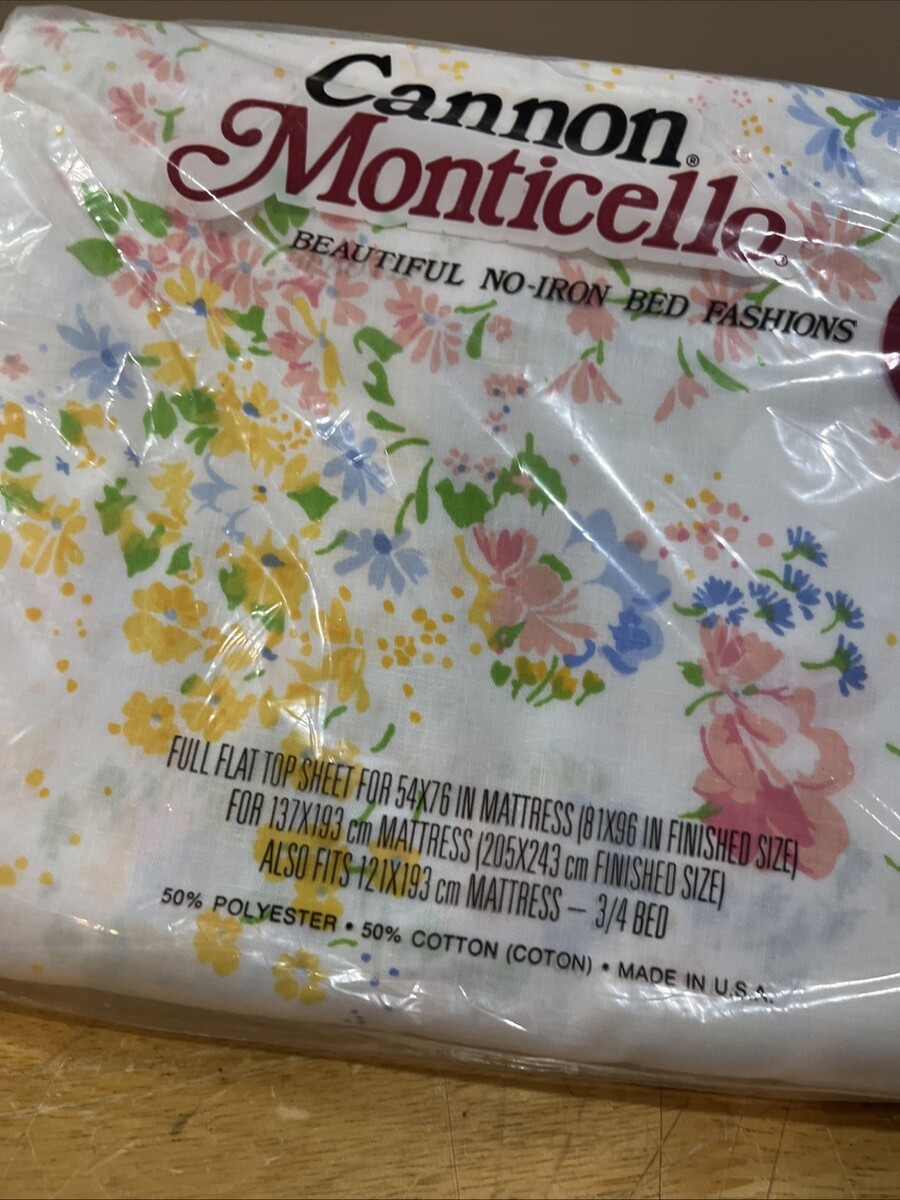 Cannon®
Monticello®
BEAUTIFUL NO-IRON BED FASHIONS
FULL FLAT TOP SHEET FOR 54X76 IN MATTRESS (81X96 IN FINISHED SIZE)
FOR 137X193 cm MATTRESS (205X243 cm FINISHED SIZE)
ALSO FITS 121X193 cm MATTRESS – 3/4 BED
50% POLYESTER • 50% COTTON (COTON) • MADE IN U.S.A.